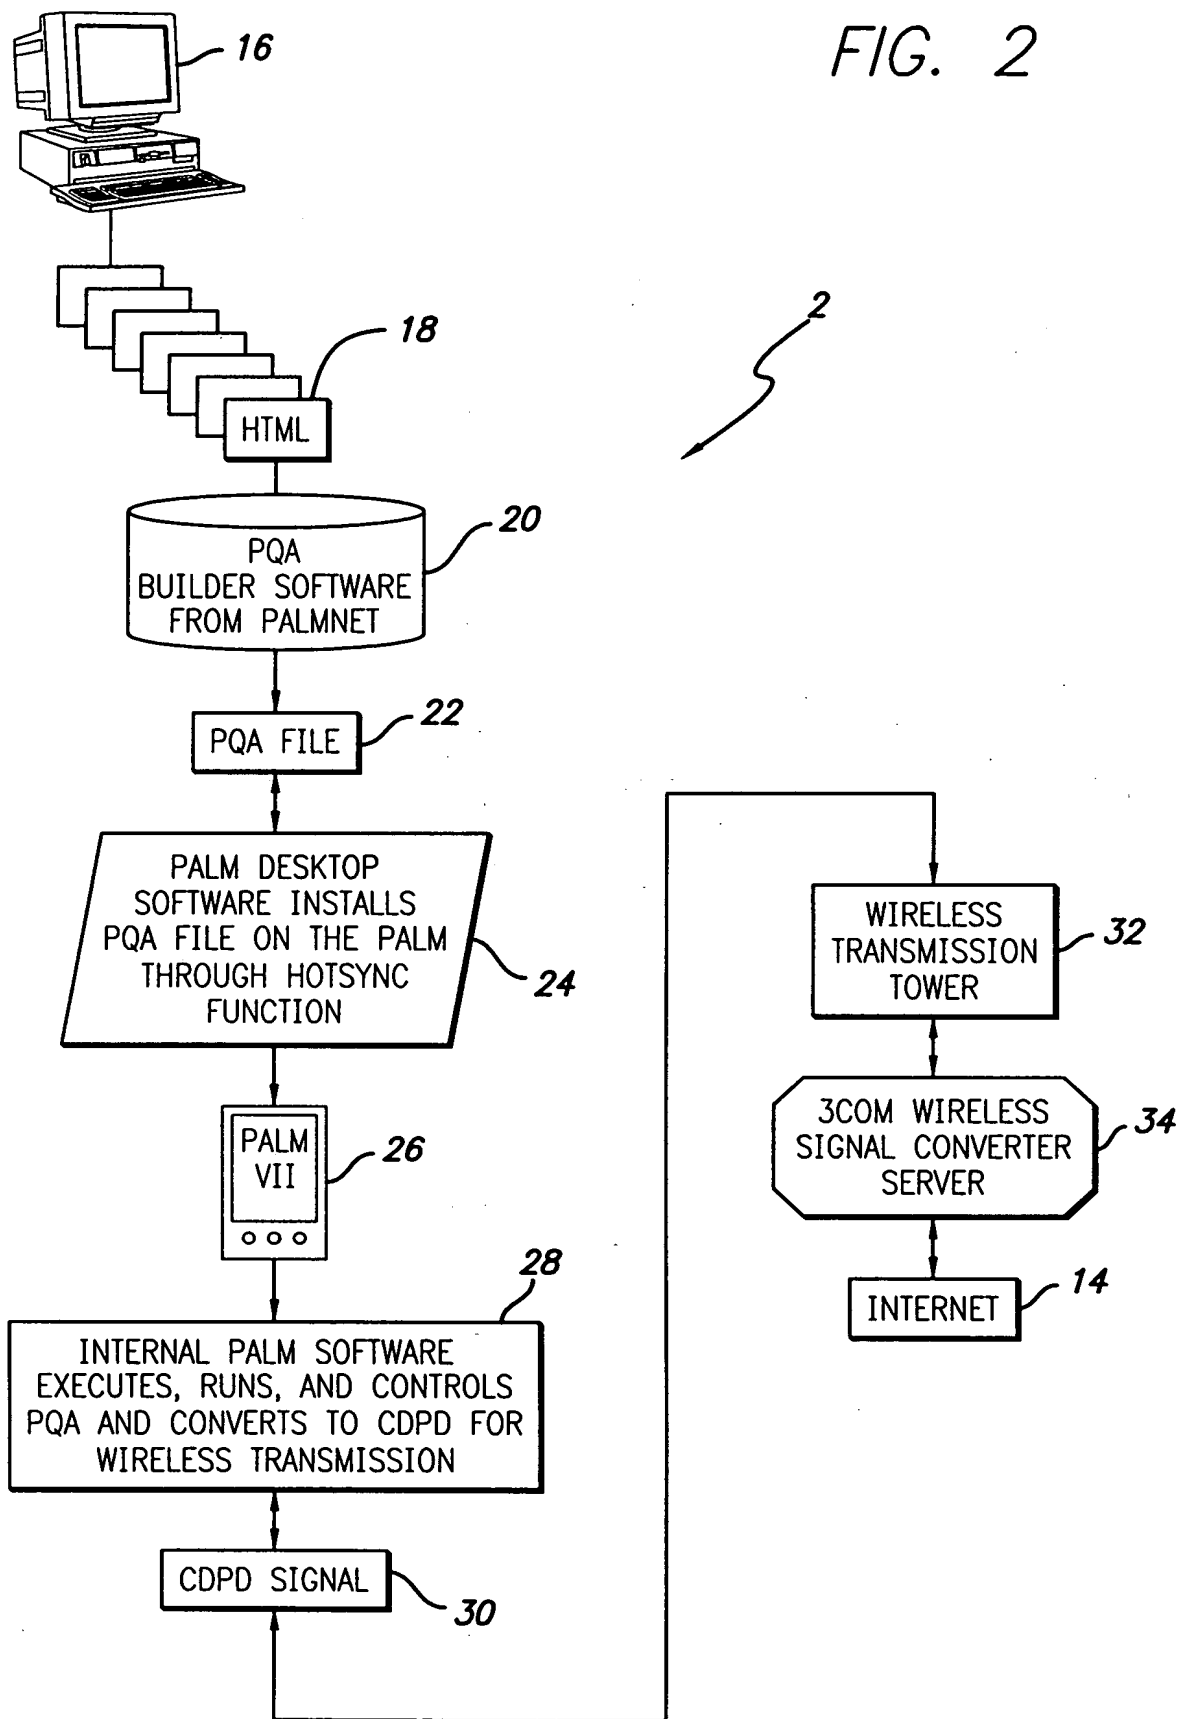 FIG. 2
16
18
HTML
2
20
PQA
BUILDER SOFTWARE
FROM PALMNET
22
PQA FILE
PALM DESKTOP
SOFTWARE INSTALLS
PQA FILE ON THE PALM
THROUGH HOTSYNC
FUNCTION
24
PALM
VII
26
28
INTERNAL PALM SOFTWARE
EXECUTES, RUNS, AND CONTROLS
PQA AND CONVERTS TO CDPD FOR
WIRELESS TRANSMISSION
CDPD SIGNAL
30
WIRELESS
TRANSMISSION
TOWER
32
3COM WIRELESS
SIGNAL CONVERTER
SERVER
34
INTERNET
14